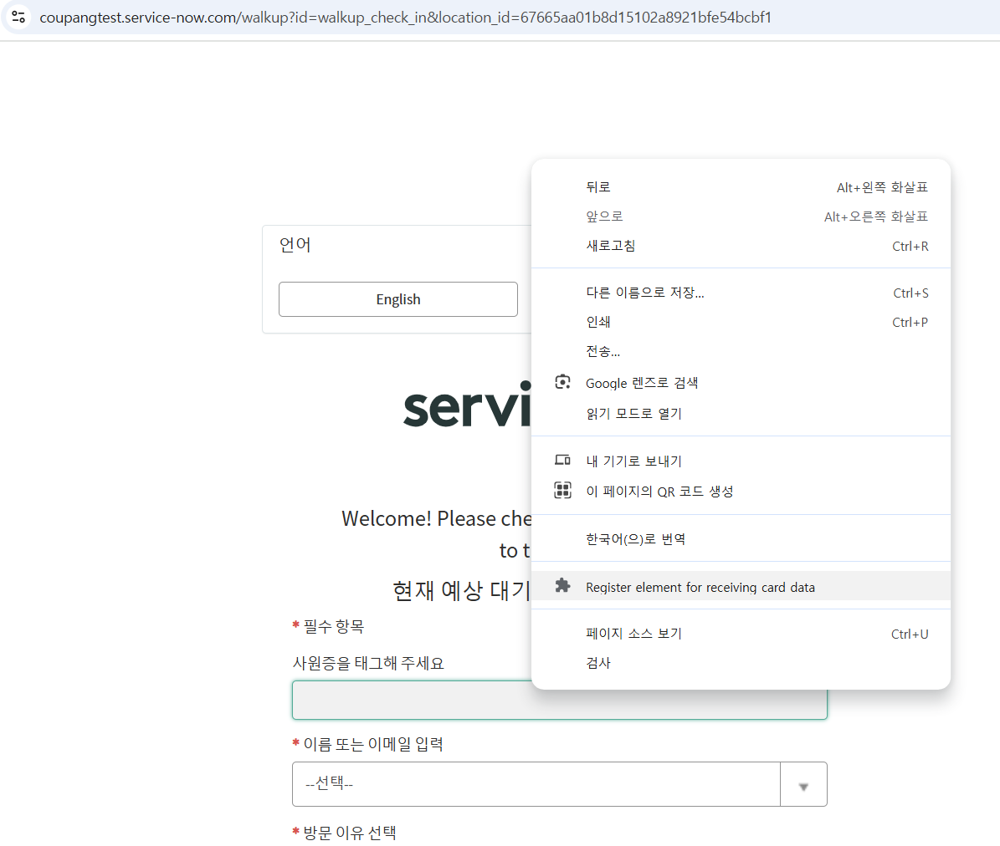 coupangtest.service-now.com/walkup?id=walkup_check_in&location_id=67665aa01b8d15102a8921bfe54bcbf1
언어
English
servi
Welcome! Please che
to t
현재 예상 대기
* 필수 항목
사원증을 태그해 주세요
* 이름 또는 이메일 입력
--선택--
* 방문 이유 선택
뒤로 Alt+왼쪽 화살표
앞으로 Alt+오른쪽 화살표
새로고침 Ctrl+R
다른 이름으로 저장... Ctrl+S
인쇄 Ctrl+P
전송...
Google 렌즈로 검색
읽기 모드로 열기
내 기기로 보내기
이 페이지의 QR 코드 생성
한국어(으)로 번역
Register element for receiving card data
페이지 소스 보기 Ctrl+U
검사